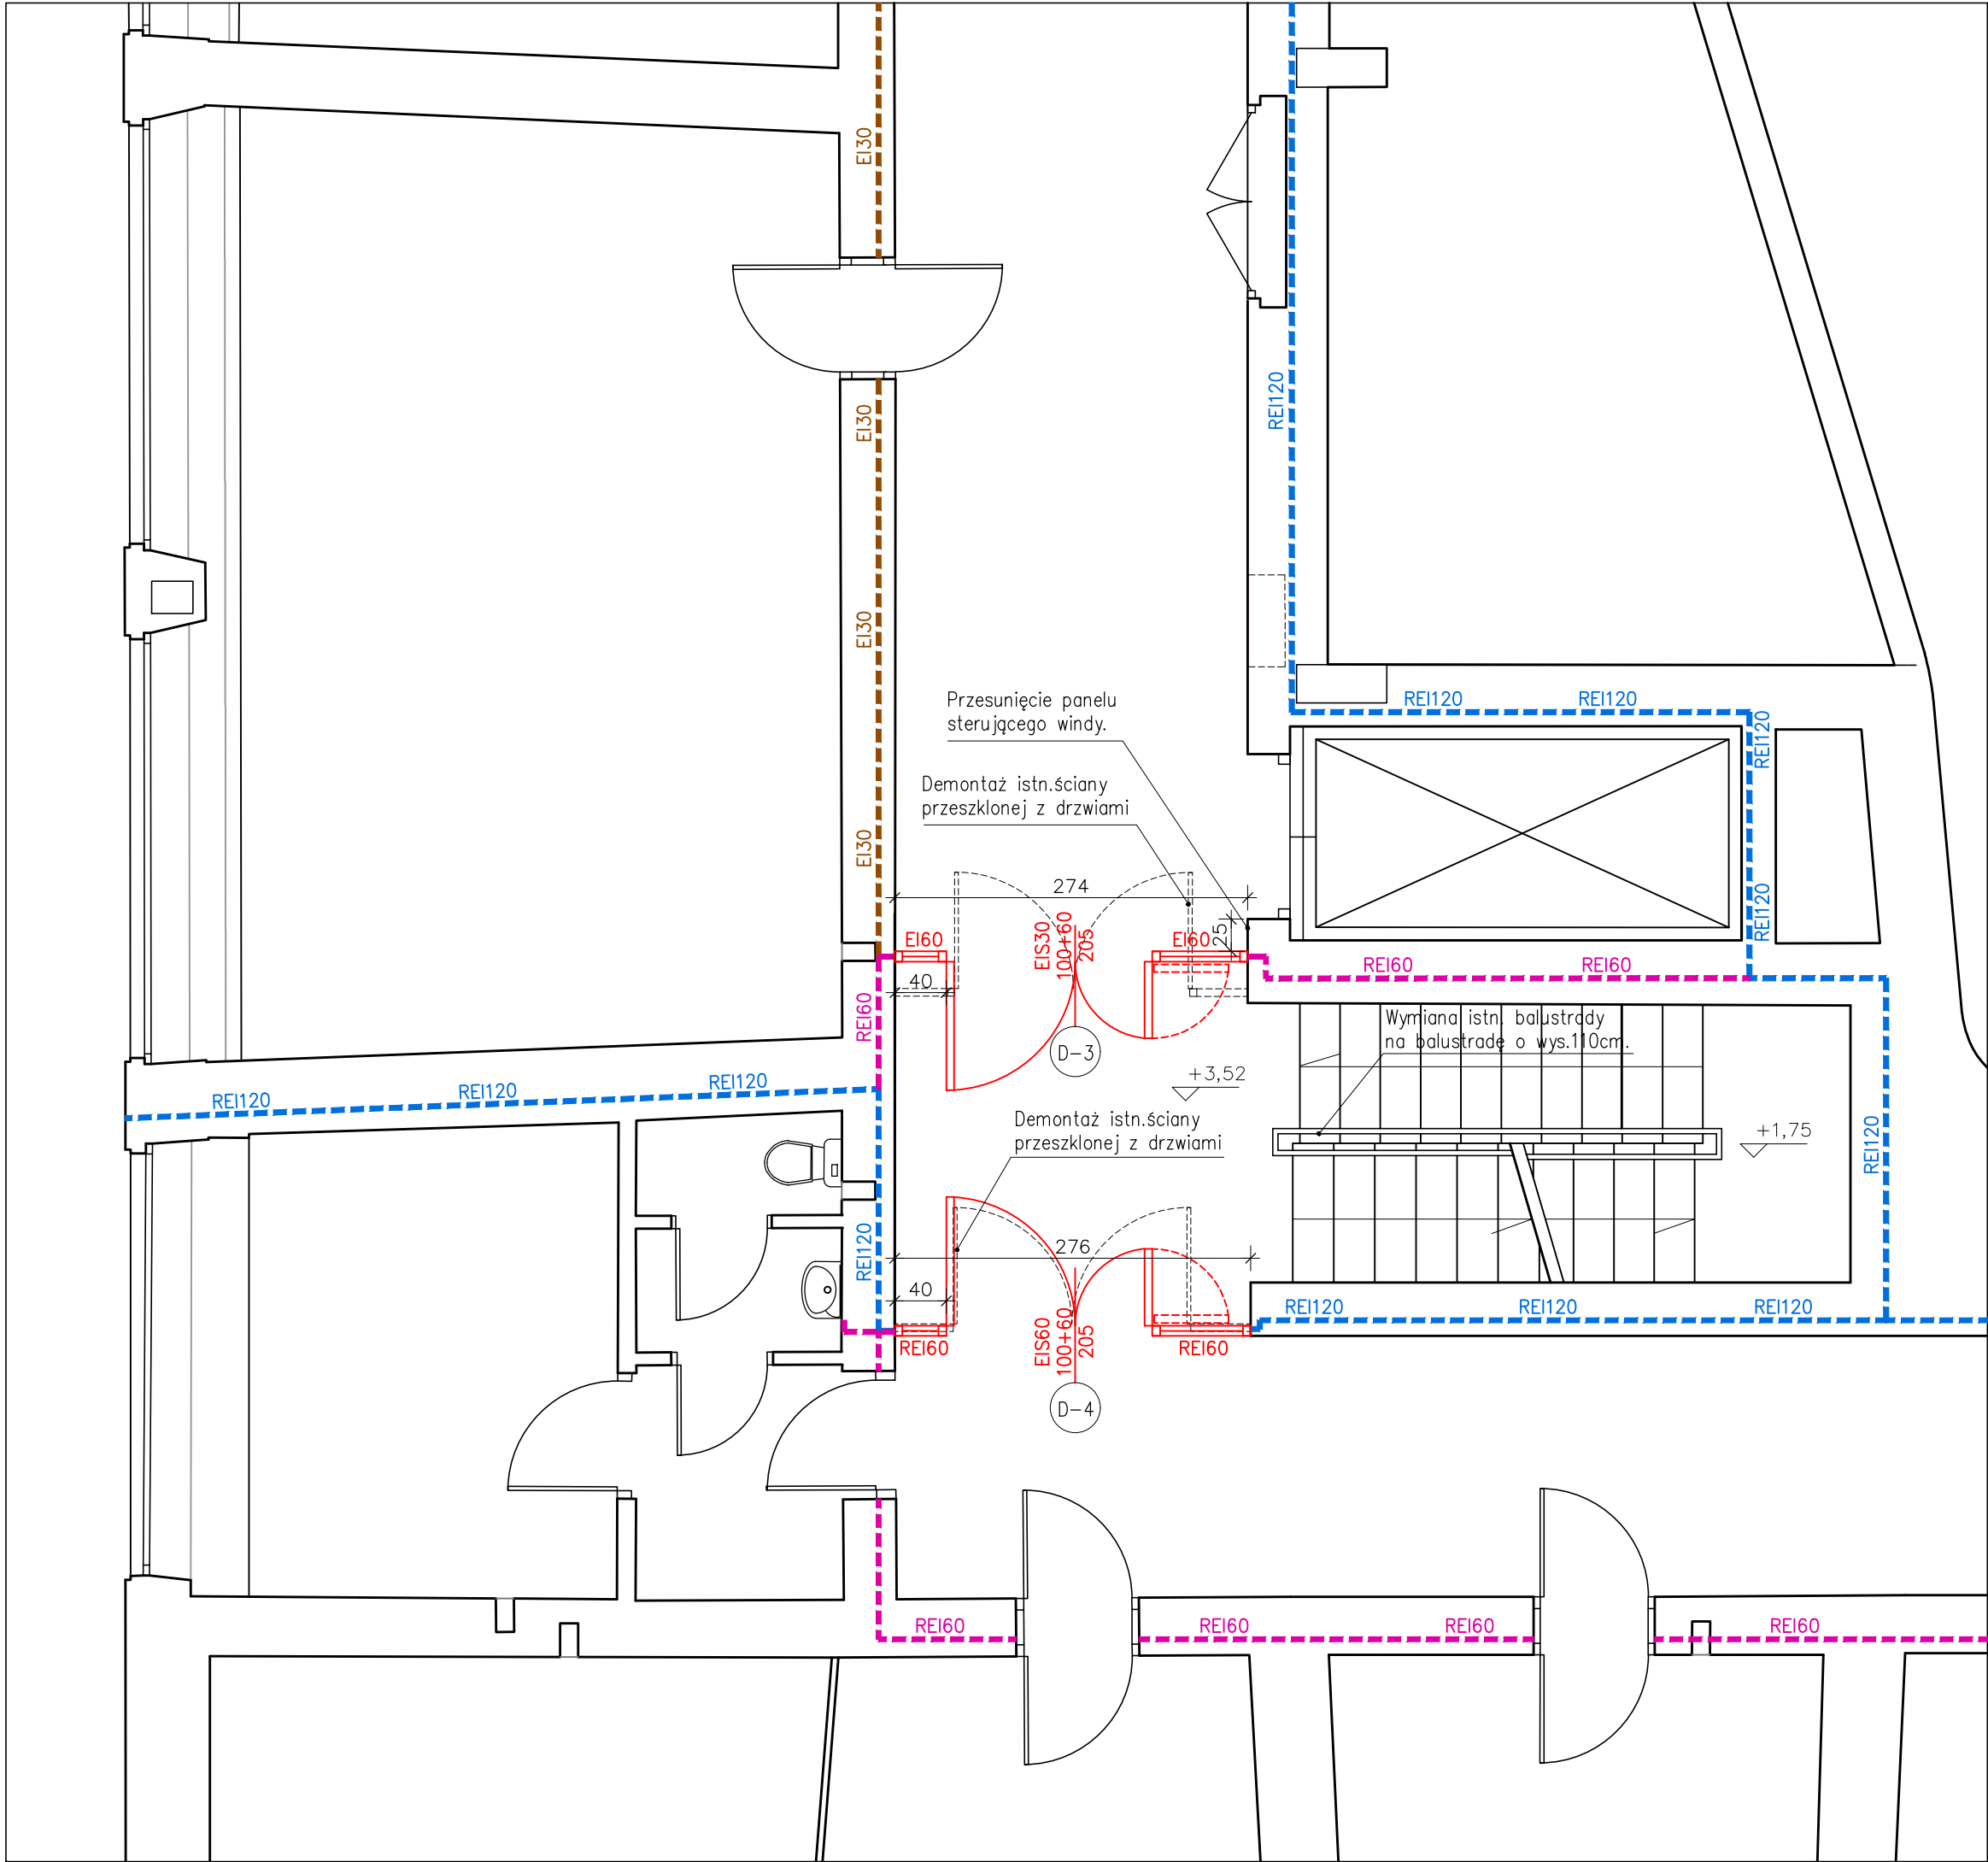 EI30
EI30
REI120
EI30
Przesunięcie panelu
sterującego windy.
REI120
REI120
REI120
Demontaż istn.ściany
przeszklonej z drzwiami
EI30
274
REI120
EI60
EIS30
100+60
205
EI60
25
REI60
REI60
40
REI60
Wymiana istn. balustrady
na balustradę o wys.110cm.
D-3
+3,52
REI120
REI120
REI120
Demontaż istn.ściany
przeszklonej z drzwiami
+1,75
REI120
REI120
276
40
REI120
REI120
REI120
REI60
EIS60
100+60
205
REI60
D-4
REI60
REI60
REI60
REI60